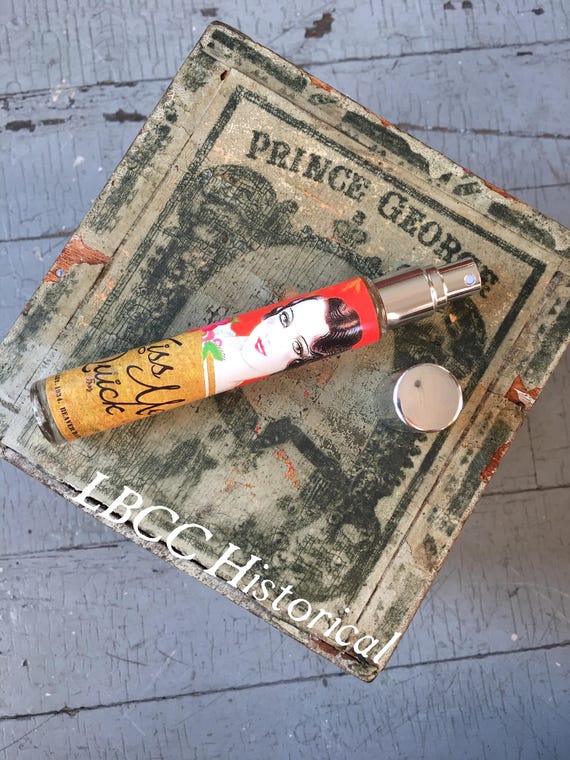 PRINCE GEORGE
Kiss Me
Quick
LBCC Historical